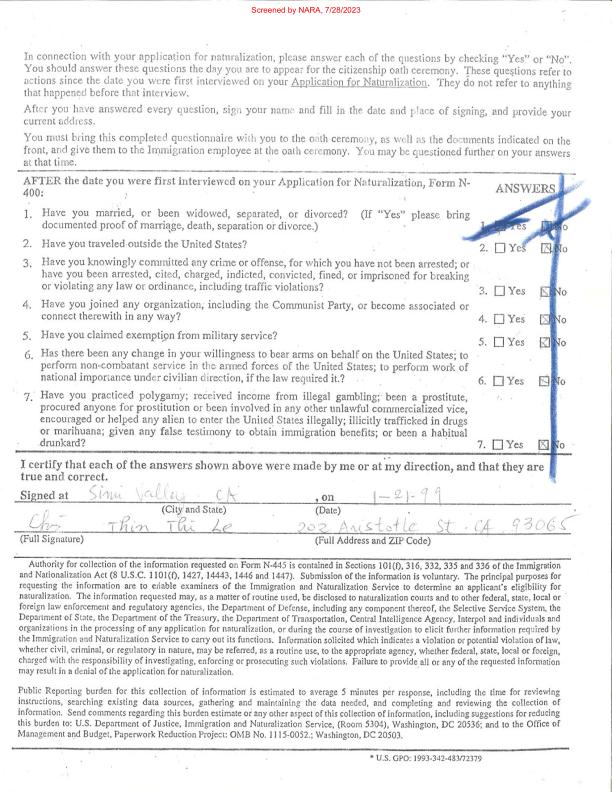 Screened by NARA, 7/28/2023
In connection with your application for naturalization, please answer each of the questions by checking "Yes" or "No".
You should answer these questions the day you are to appear for the citizenship oath ceremony. These questions refer to
actions since the date you were first interviewed on your Application for Naturalization. They do not refer to anything
that happened before that interview.
After you have answered every question, sign your name and fill in the date and place of signing, and provide your
current address.
You must bring this completed questionnaire with you to the oath ceremony, as well as the documents indicated on the
front, and give them to the Immigration employee at the oath ceremony. You may be questioned further on your answers
at that time.
AFTER the date you were first interviewed on your Application for Naturalization, Form N-
400:
ANSWERS
1. Have you married, or been widowed, separated, or divorced? (If "Yes" please bring
documented proof of marriage, death, separation or divorce.)
1. Yes No
2. Have you traveled outside the United States?
2. Yes No
3. Have you knowingly committed any crime or offense, for which you have not been arrested; or
have you been arrested, cited, charged, indicted, convicted, fined, or imprisoned for breaking
or violating any law or ordinance, including traffic violations?
3. Yes No
4. Have you joined any organization, including the Communist Party, or become associated or
connect therewith in any way?
4. Yes No
5. Have you claimed exemption from military service?
5. Yes No
6. Has there been any change in your willingness to bear arms on behalf on the United States; to
perform non-combatant service in the armed forces of the United States; to perform work of
national importance under civilian direction, if the law required it.?
6. Yes No
7. Have you practiced polygamy; received income from illegal gambling; been a prostitute,
procured anyone for prostitution or been involved in any other unlawful commercialized vice,
encouraged or helped any alien to enter the United States illegally; illicitly trafficked in drugs
or marihuana; given any false testimony to obtain immigration benefits; or been a habitual
drunkard?
7. Yes No
I certify that each of the answers shown above were made by me or at my direction, and that they are
true and correct.
Signed at Simi Valley CA , on 1-21-99
(City and State) (Date)
Thin Thi Le 202 Aristotle St CA 93065
(Full Signature) (Full Address and ZIP Code)
Authority for collection of the information requested on Form N-445 is contained in Sections 101(f), 316, 332, 335 and 336 of the Immigration
and Nationalization Act (8 U.S.C. 1101(f), 1427, 14443, 1446 and 1447). Submission of the information is voluntary. The principal purposes for
requesting the information are to enable examiners of the Immigration and Naturalization Service to determine an applicant's eligibility for
naturalization. The information requested may, as a matter of routine used, be disclosed to naturalization courts and to other federal, state, local or
foreign law enforcement and regulatory agencies, the Department of Defense, including any component thereof, the Selective Service System, the
Department of State, the Department of the Treasury, the Department of Transportation, Central Intelligence Agency, Interpol and individuals and
organizations in the processing of any application for naturalization, or during the course of investigation to elicit further information required by
the Immigration and Naturalization Service to carry out its functions. Information solicited which indicates a violation or potential violation of law,
whether civil, criminal, or regulatory in nature, may be referred, as a routine use, to the appropriate agency, whether federal, state, local or foreign,
charged with the responsibility of investigating, enforcing or prosecuting such violations. Failure to provide all or any of the requested information
may result in a denial of the application for naturalization.
Public Reporting burden for this collection of information is estimated to average 5 minutes per response, including the time for reviewing
instructions, searching existing data sources, gathering and maintaining the data needed, and completing and reviewing the collection of
information. Send comments regarding this burden estimate or any other aspect of this collection of information, including suggestions for reducing
this burden to: U.S. Department of Justice, Immigration and Naturalization Service, (Room 5304), Washington, DC 20536; and to the Office of
Management and Budget, Paperwork Reduction Project: OMB No. 1115-0052.; Washington, DC 20503.
* U.S. GPO: 1993-342-483/72379